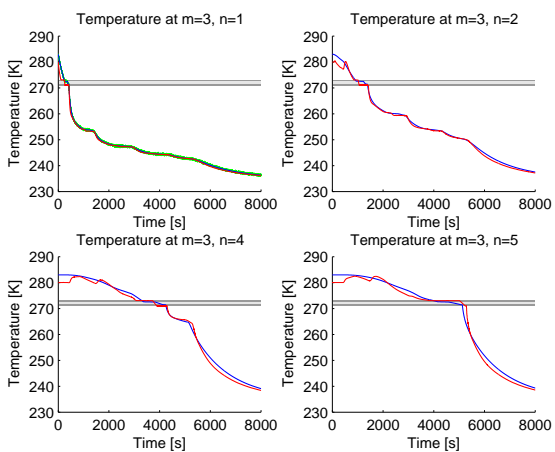 Temperature at m=3, n=1
Temperature [K]
290
280
270
260
250
240
230
0 2000 4000 6000 8000
Time [s]
Temperature at m=3, n=2
Temperature [K]
290
280
270
260
250
240
230
0 2000 4000 6000 8000
Time [s]
Temperature at m=3, n=4
Temperature [K]
290
280
270
260
250
240
230
0 2000 4000 6000 8000
Time [s]
Temperature at m=3, n=5
Temperature [K]
290
280
270
260
250
240
230
0 2000 4000 6000 8000
Time [s]